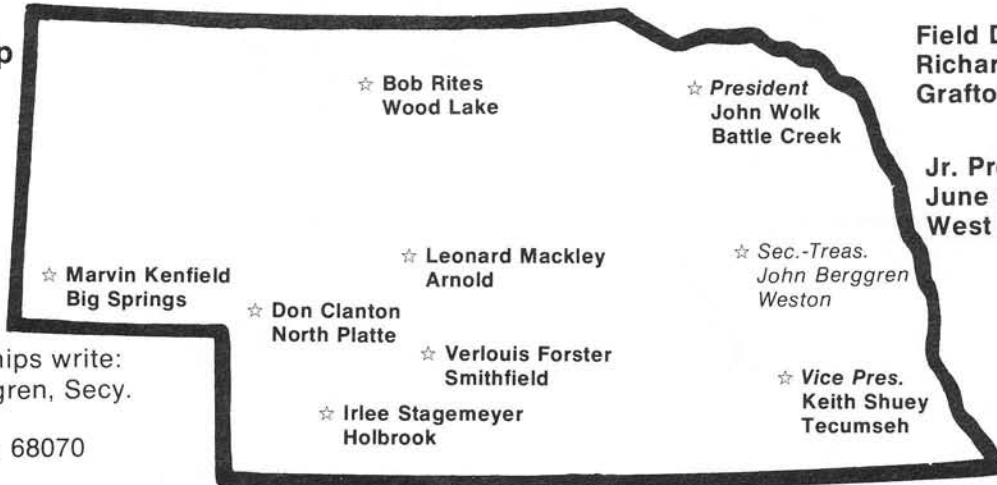 p
☆ Bob Rites
Wood Lake
☆ President
John Wolk
Battle Creek
Field D
Richar
Grafto
Jr. Pre
June
West
☆ Marvin Kenfield
Big Springs
☆ Leonard Mackley
Arnold
☆ Sec.-Treas.
John Berggren
Weston
☆ Don Clanton
North Platte
☆ Verlouis Forster
Smithfield
☆ Vice Pres.
Keith Shuey
Tecumseh
☆ Irlee Stagemeyer
Holbrook
hips write:
gren, Secy.
68070